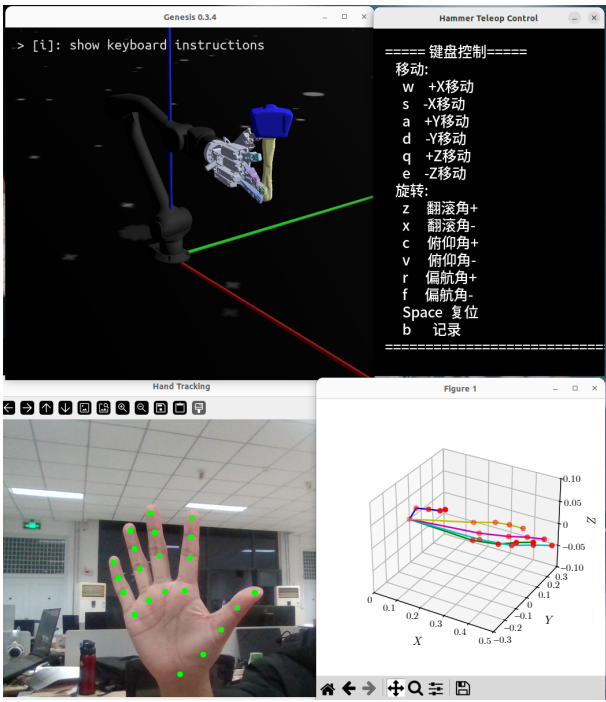 Genesis 0.3.4
> [i]: show keyboard instructions
Hammer Teleop Control
===== 键盘控制=====
移动:
w +X移动
s -X移动
a +Y移动
d -Y移动
q +Z移动
e -Z移动
旋转:
z 翻滚角+
x 翻滚角-
c 俯仰角+
v 俯仰角-
r 偏航角+
f 偏航角-
Space 复位
b 记录
==========================
Hand Tracking
Figure 1
0.10
0.05
0
−0.05
−0.10
Z
0.3
0.2
0.1
0
−0.1
−0.2
−0.3
Y
0
0.1
0.2
0.3
0.4
0.5
X